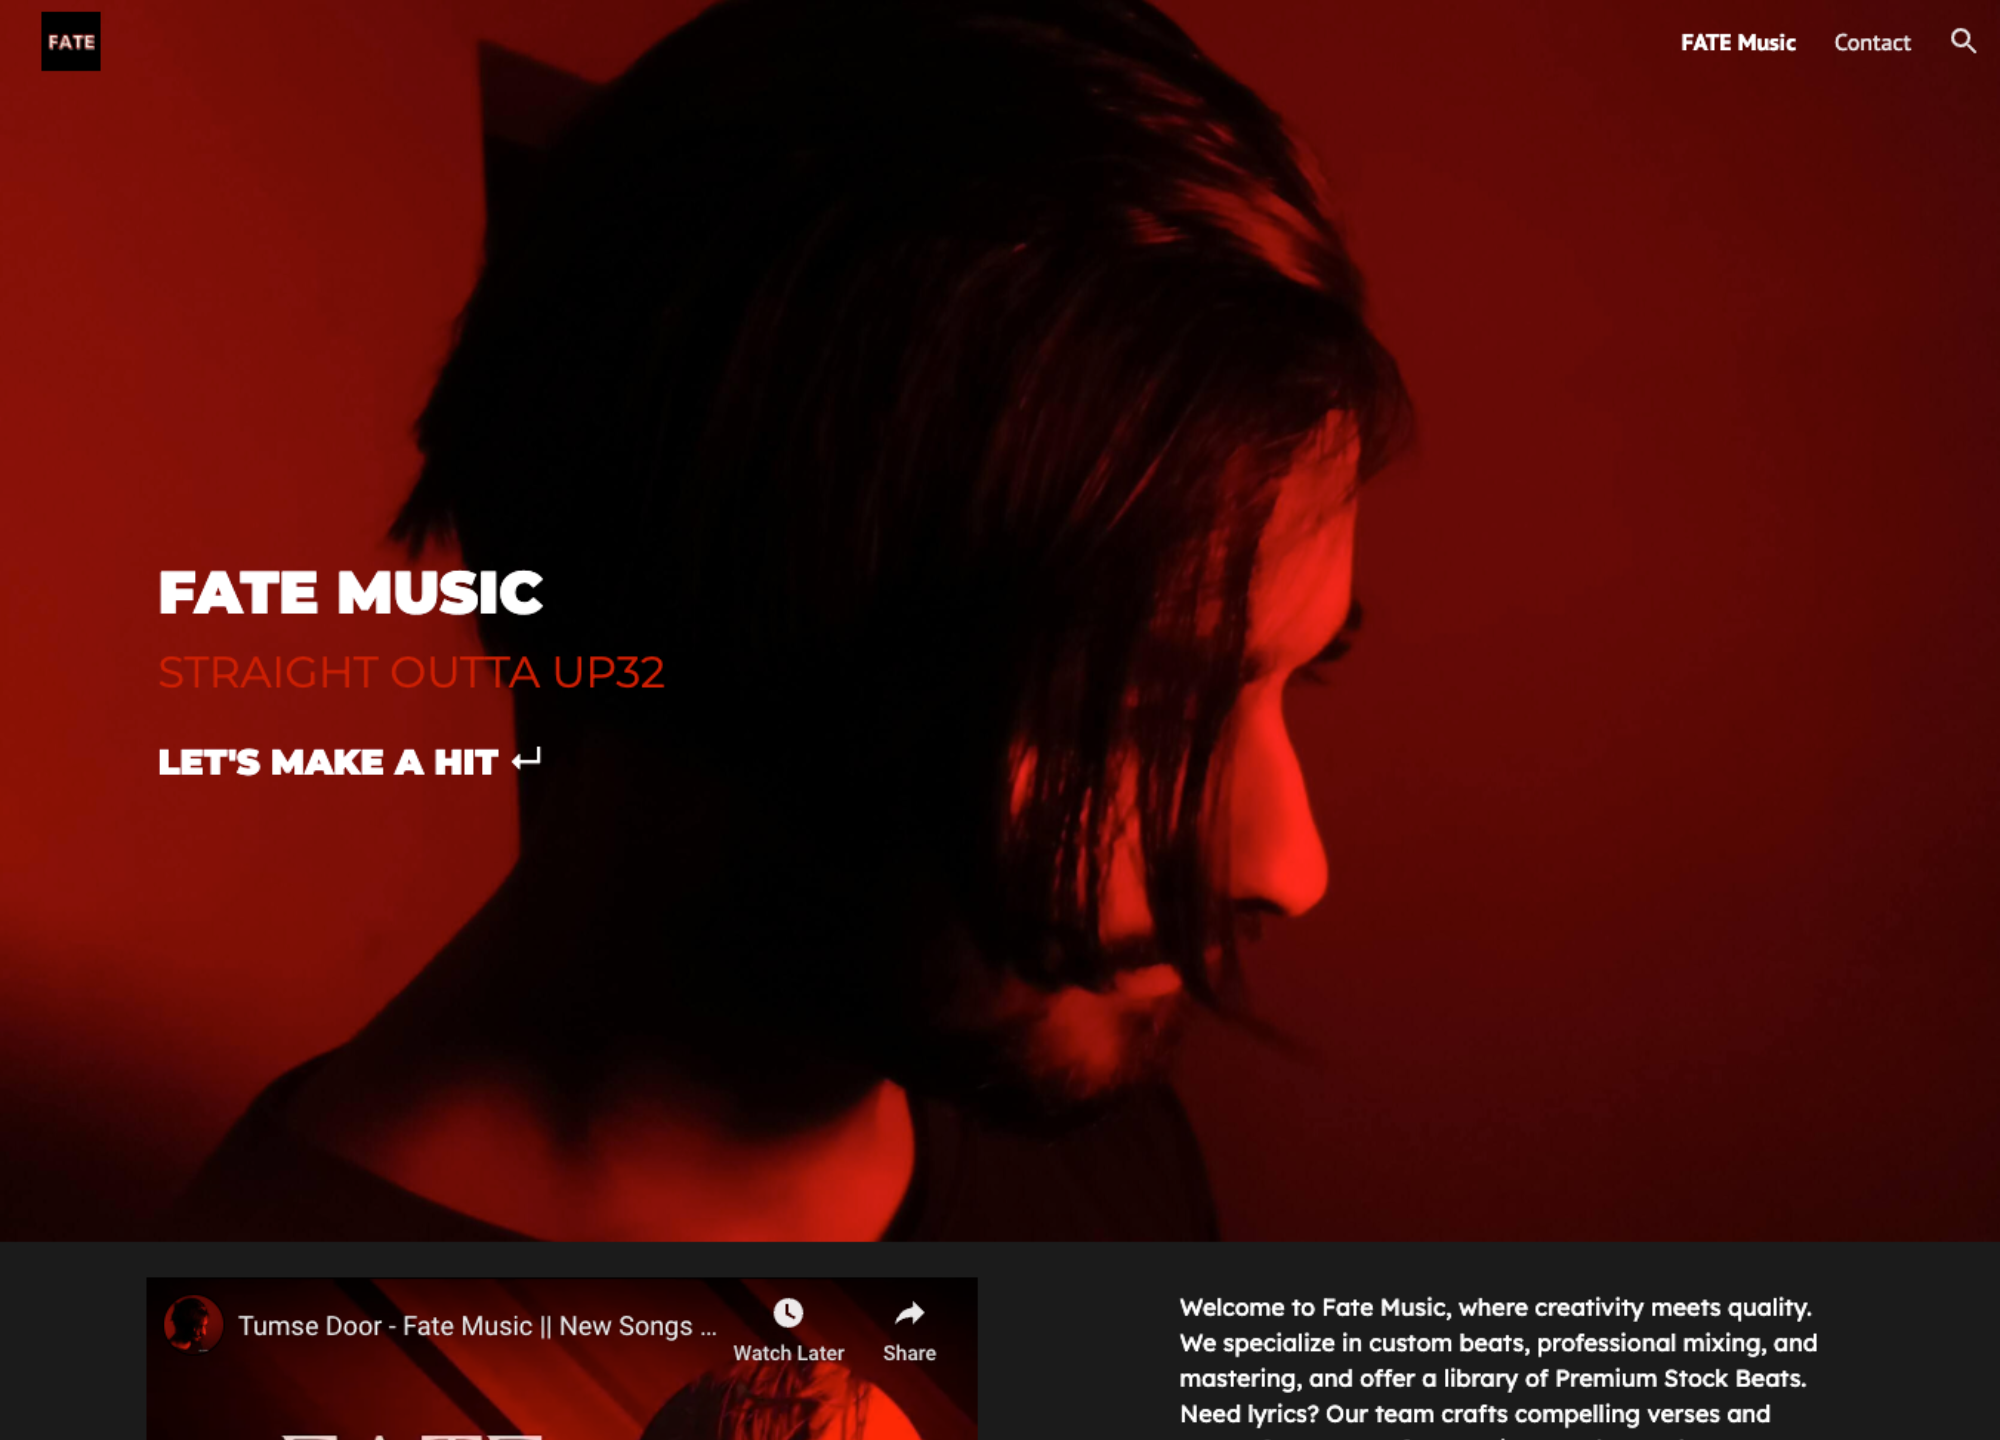 FATE
FATE Music
Contact
FATE MUSIC
STRAIGHT OUTTA UP32
LET'S MAKE A HIT ↵
Tumse Door - Fate Music || New Songs ...
Watch Later
Share
Welcome to Fate Music, where creativity meets quality.
We specialize in custom beats, professional mixing, and
mastering, and offer a library of Premium Stock Beats.
Need lyrics? Our team crafts compelling verses and